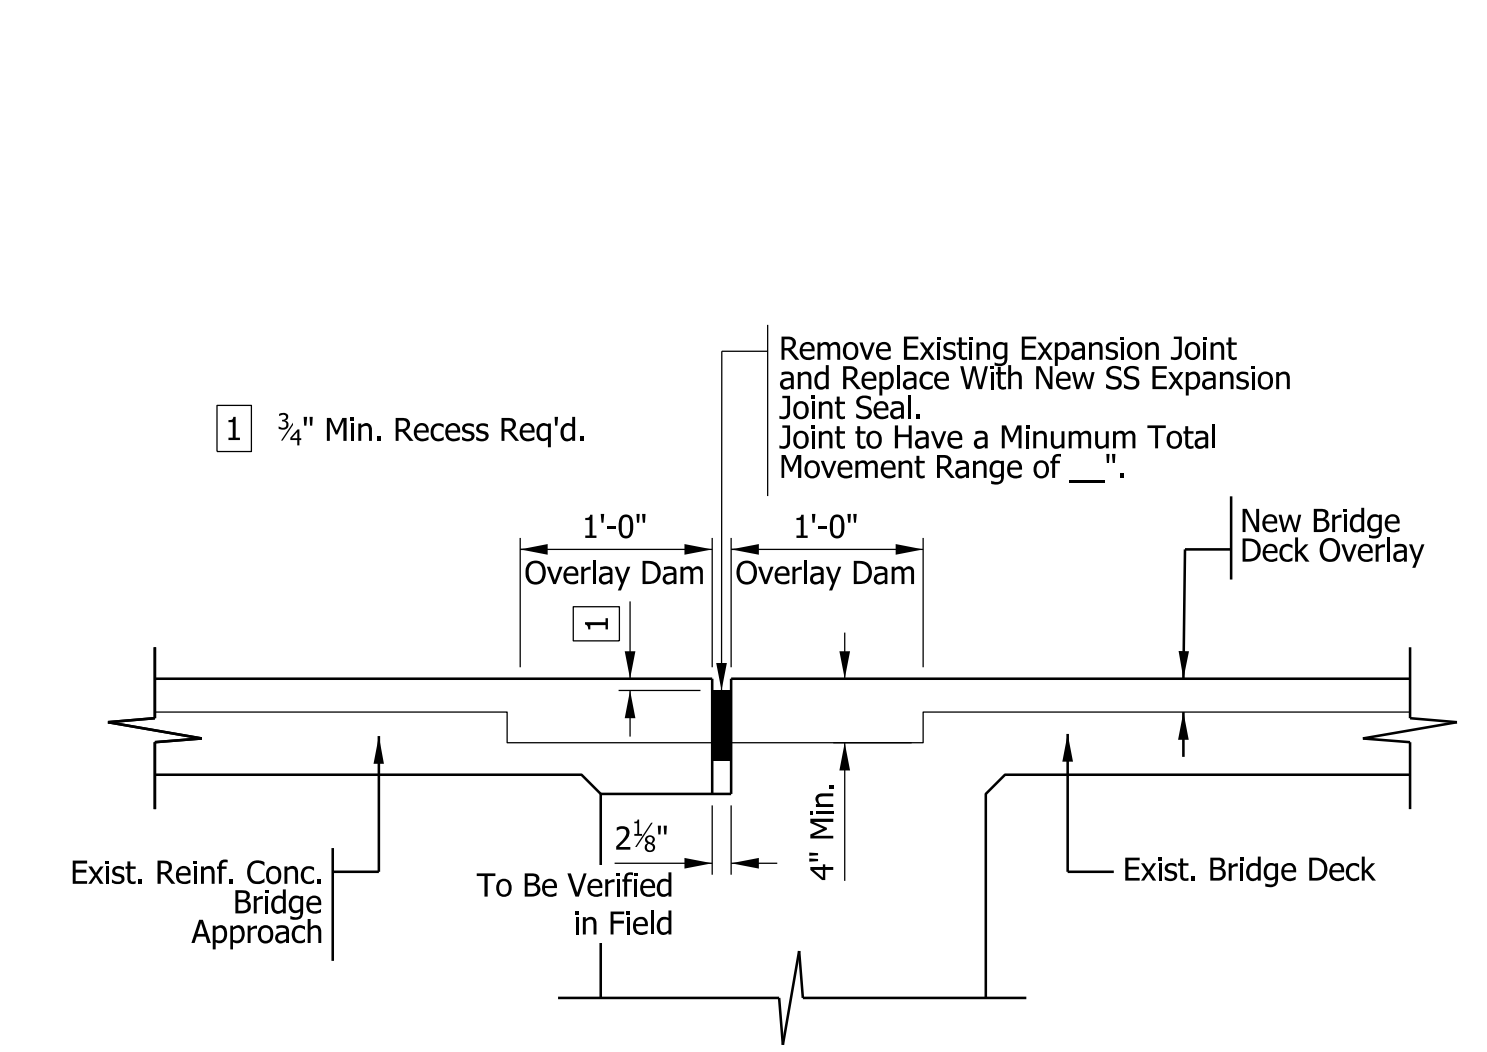 Remove Existing Expansion Joint
and Replace With New SS Expansion
Joint Seal.
Joint to Have a Minumum Total
Movement Range of __".
1 ¾" Min. Recess Req'd.
1'-0"
Overlay Dam
1'-0"
Overlay Dam
New Bridge
Deck Overlay
1
2⅛"
To Be Verified
in Field
4" Min.
Exist. Reinf. Conc.
Bridge
Approach
Exist. Bridge Deck